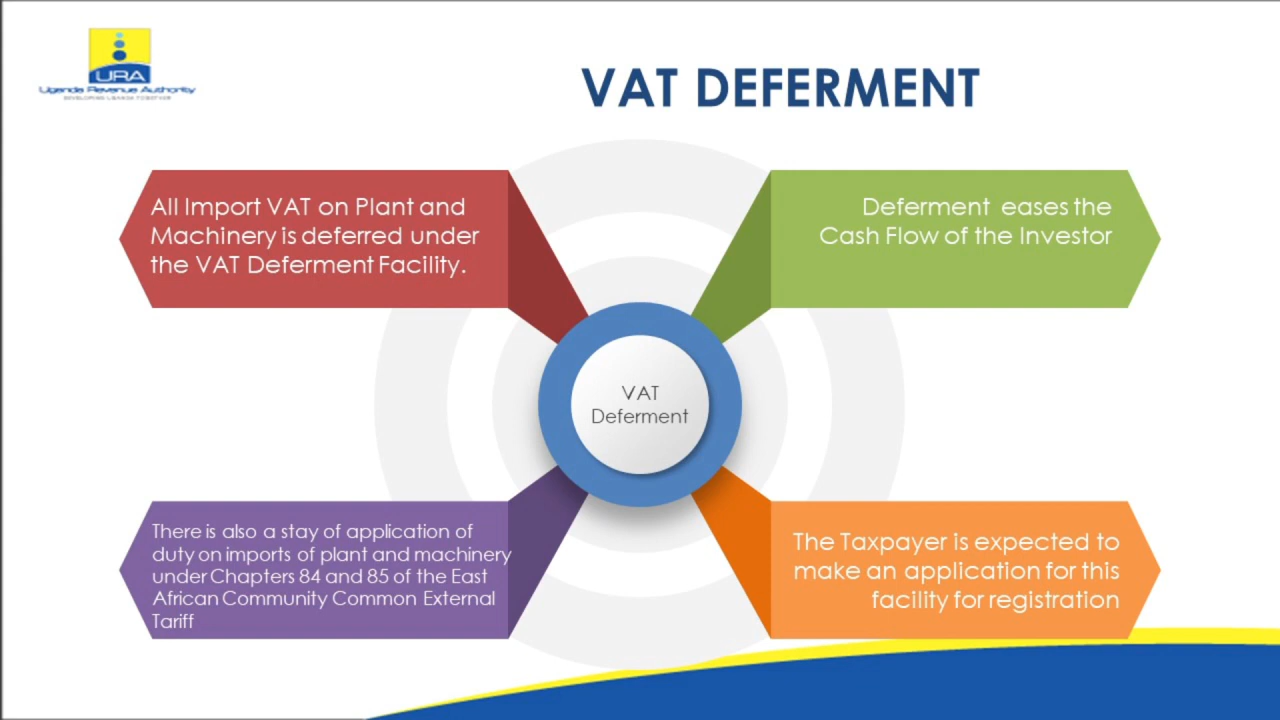 URA
Uganda Revenue Authority
DEVELOPING UGANDA TOGETHER
VAT DEFERMENT
All Import VAT on Plant and
Machinery is deferred under
the VAT Deferment Facility.
Deferment eases the
Cash Flow of the Investor
VAT
Deferment
There is also a stay of application of
duty on imports of plant and machinery
under Chapters 84 and 85 of the East
African Community Common External
Tariff
The Taxpayer is expected to
make an application for this
facility for registration